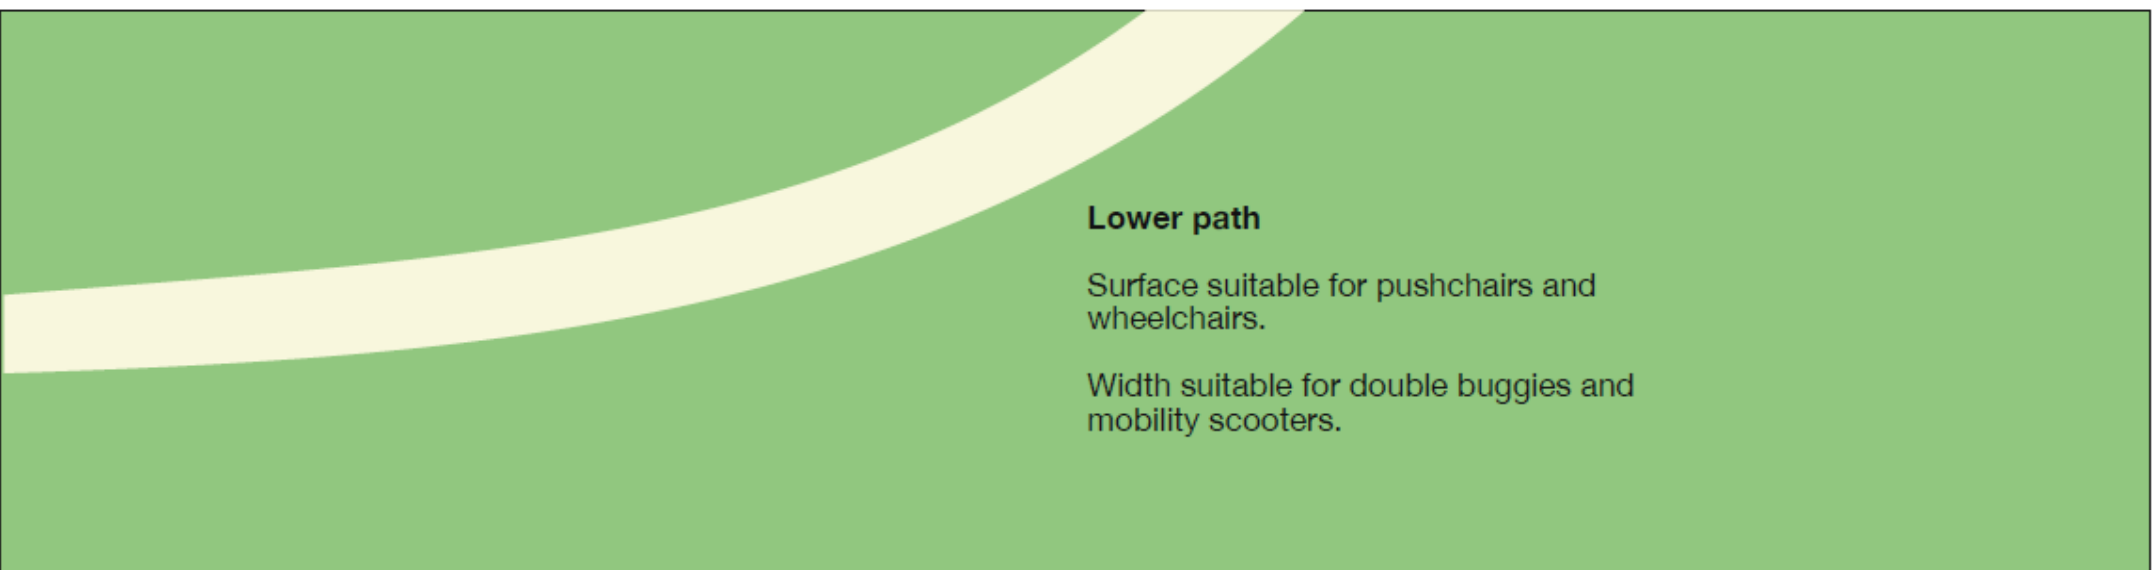 Lower path
Surface suitable for pushchairs and
wheelchairs.
Width suitable for double buggies and
mobility scooters.